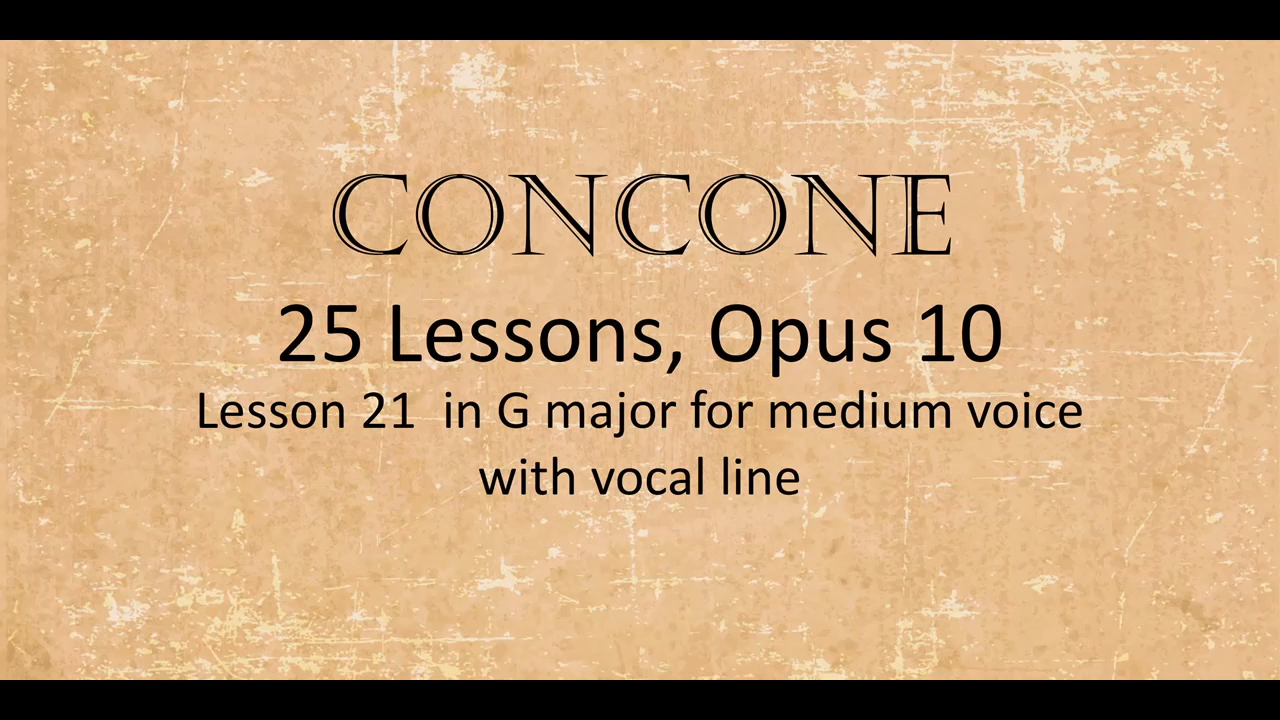 CONCONE
25 Lessons, Opus 10
Lesson 21  in G major for medium voice
with vocal line